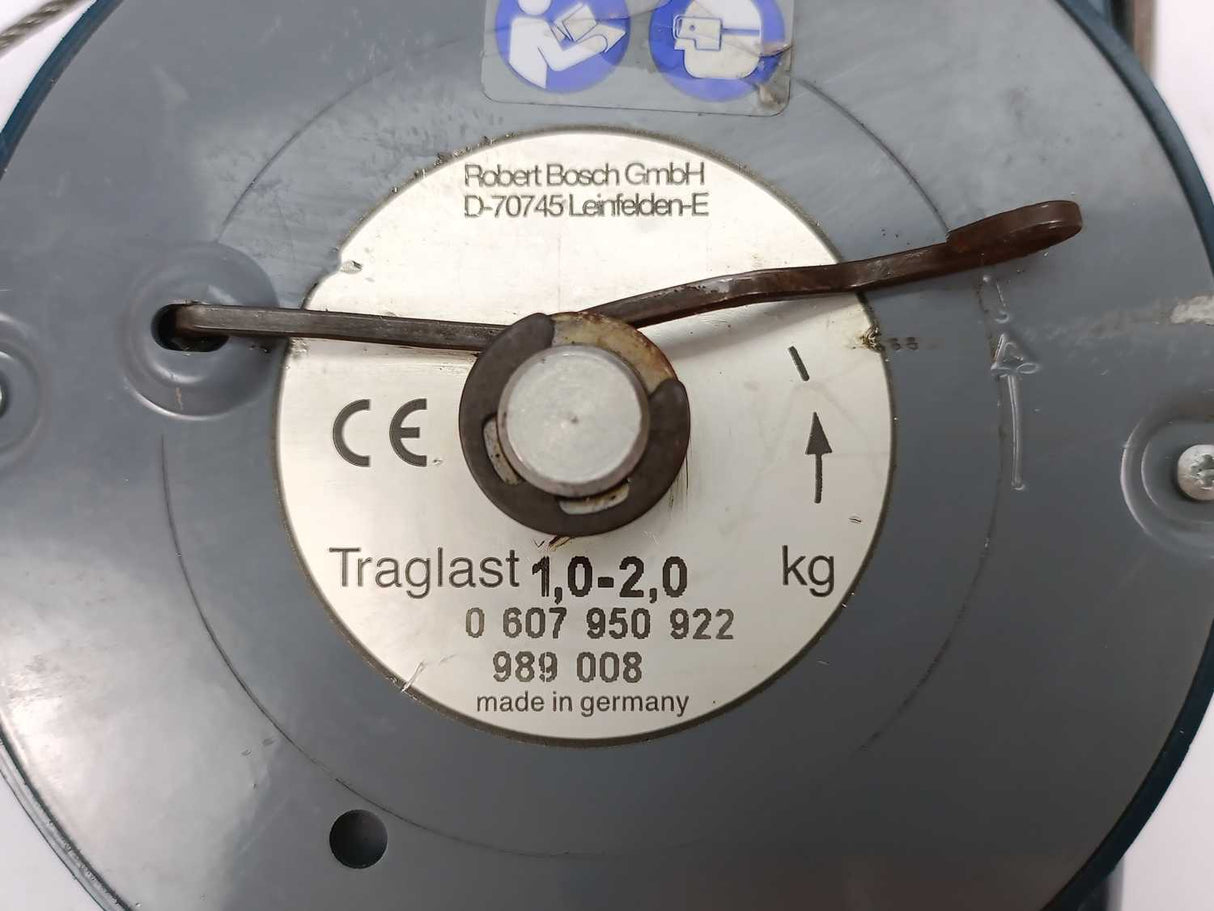 Robert Bosch GmbH
D-70745 Leinfelden-E
CE
Traglast 1,0-2,0 kg
0 607 950 922
989 008
made in germany